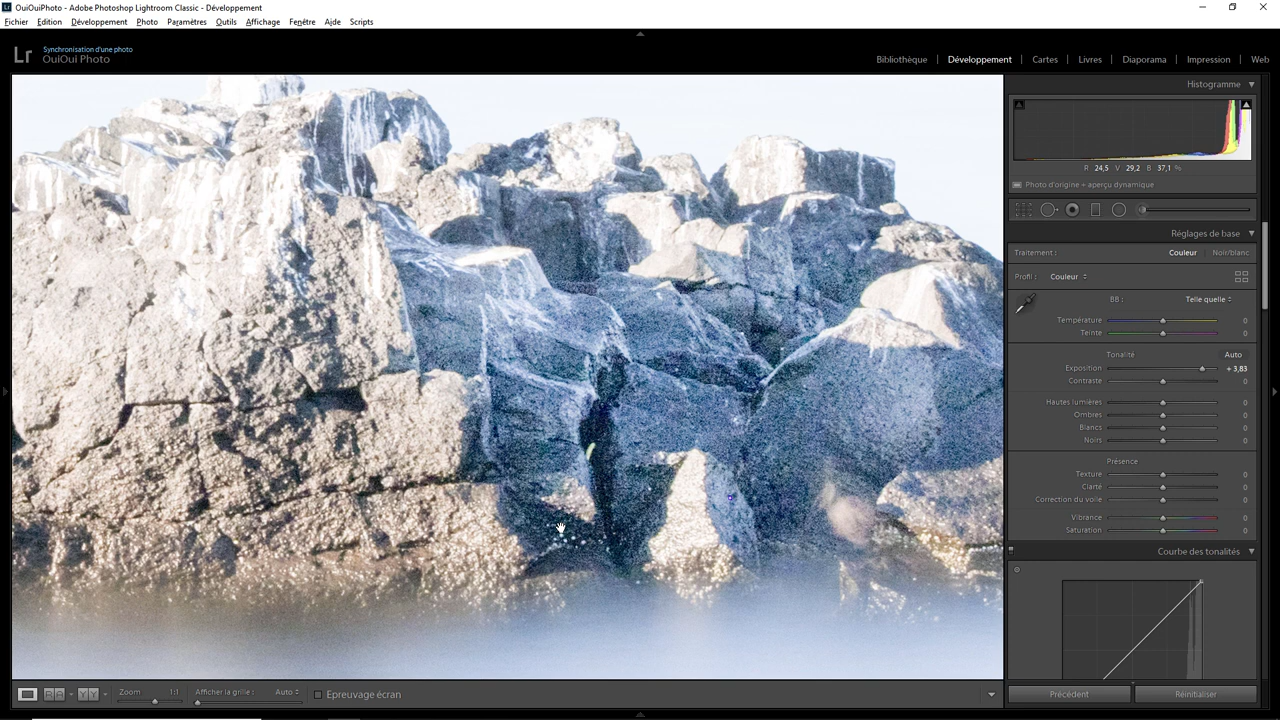 OuiOuiPhoto - Adobe Photoshop Lightroom Classic - Développement
Fichier Edition Développement Photo Paramètres Outils Affichage Fenêtre Aide Scripts
Lr Synchronisation d'une photo
OuiOui Photo
Bibliothèque | Développement | Cartes | Livres | Diaporama | Impression | Web
Histogramme
R 24,5 V 29,2 B 37,1 %
Photo d'origine + aperçu dynamique
Réglages de base
Traitement : Couleur Noir/blanc
Profil : Couleur
BB : Telle quelle
Température 0
Teinte 0
Tonalité Auto
Exposition + 3,83
Contraste 0
Hautes lumières 0
Ombres 0
Blancs 0
Noirs 0
Présence
Texture 0
Clarté 0
Correction du voile 0
Vibrance 0
Saturation 0
Courbe des tonalités
Zoom 1:1 Afficher la grille : Auto Epreuvage écran
Précédent Réinitialiser